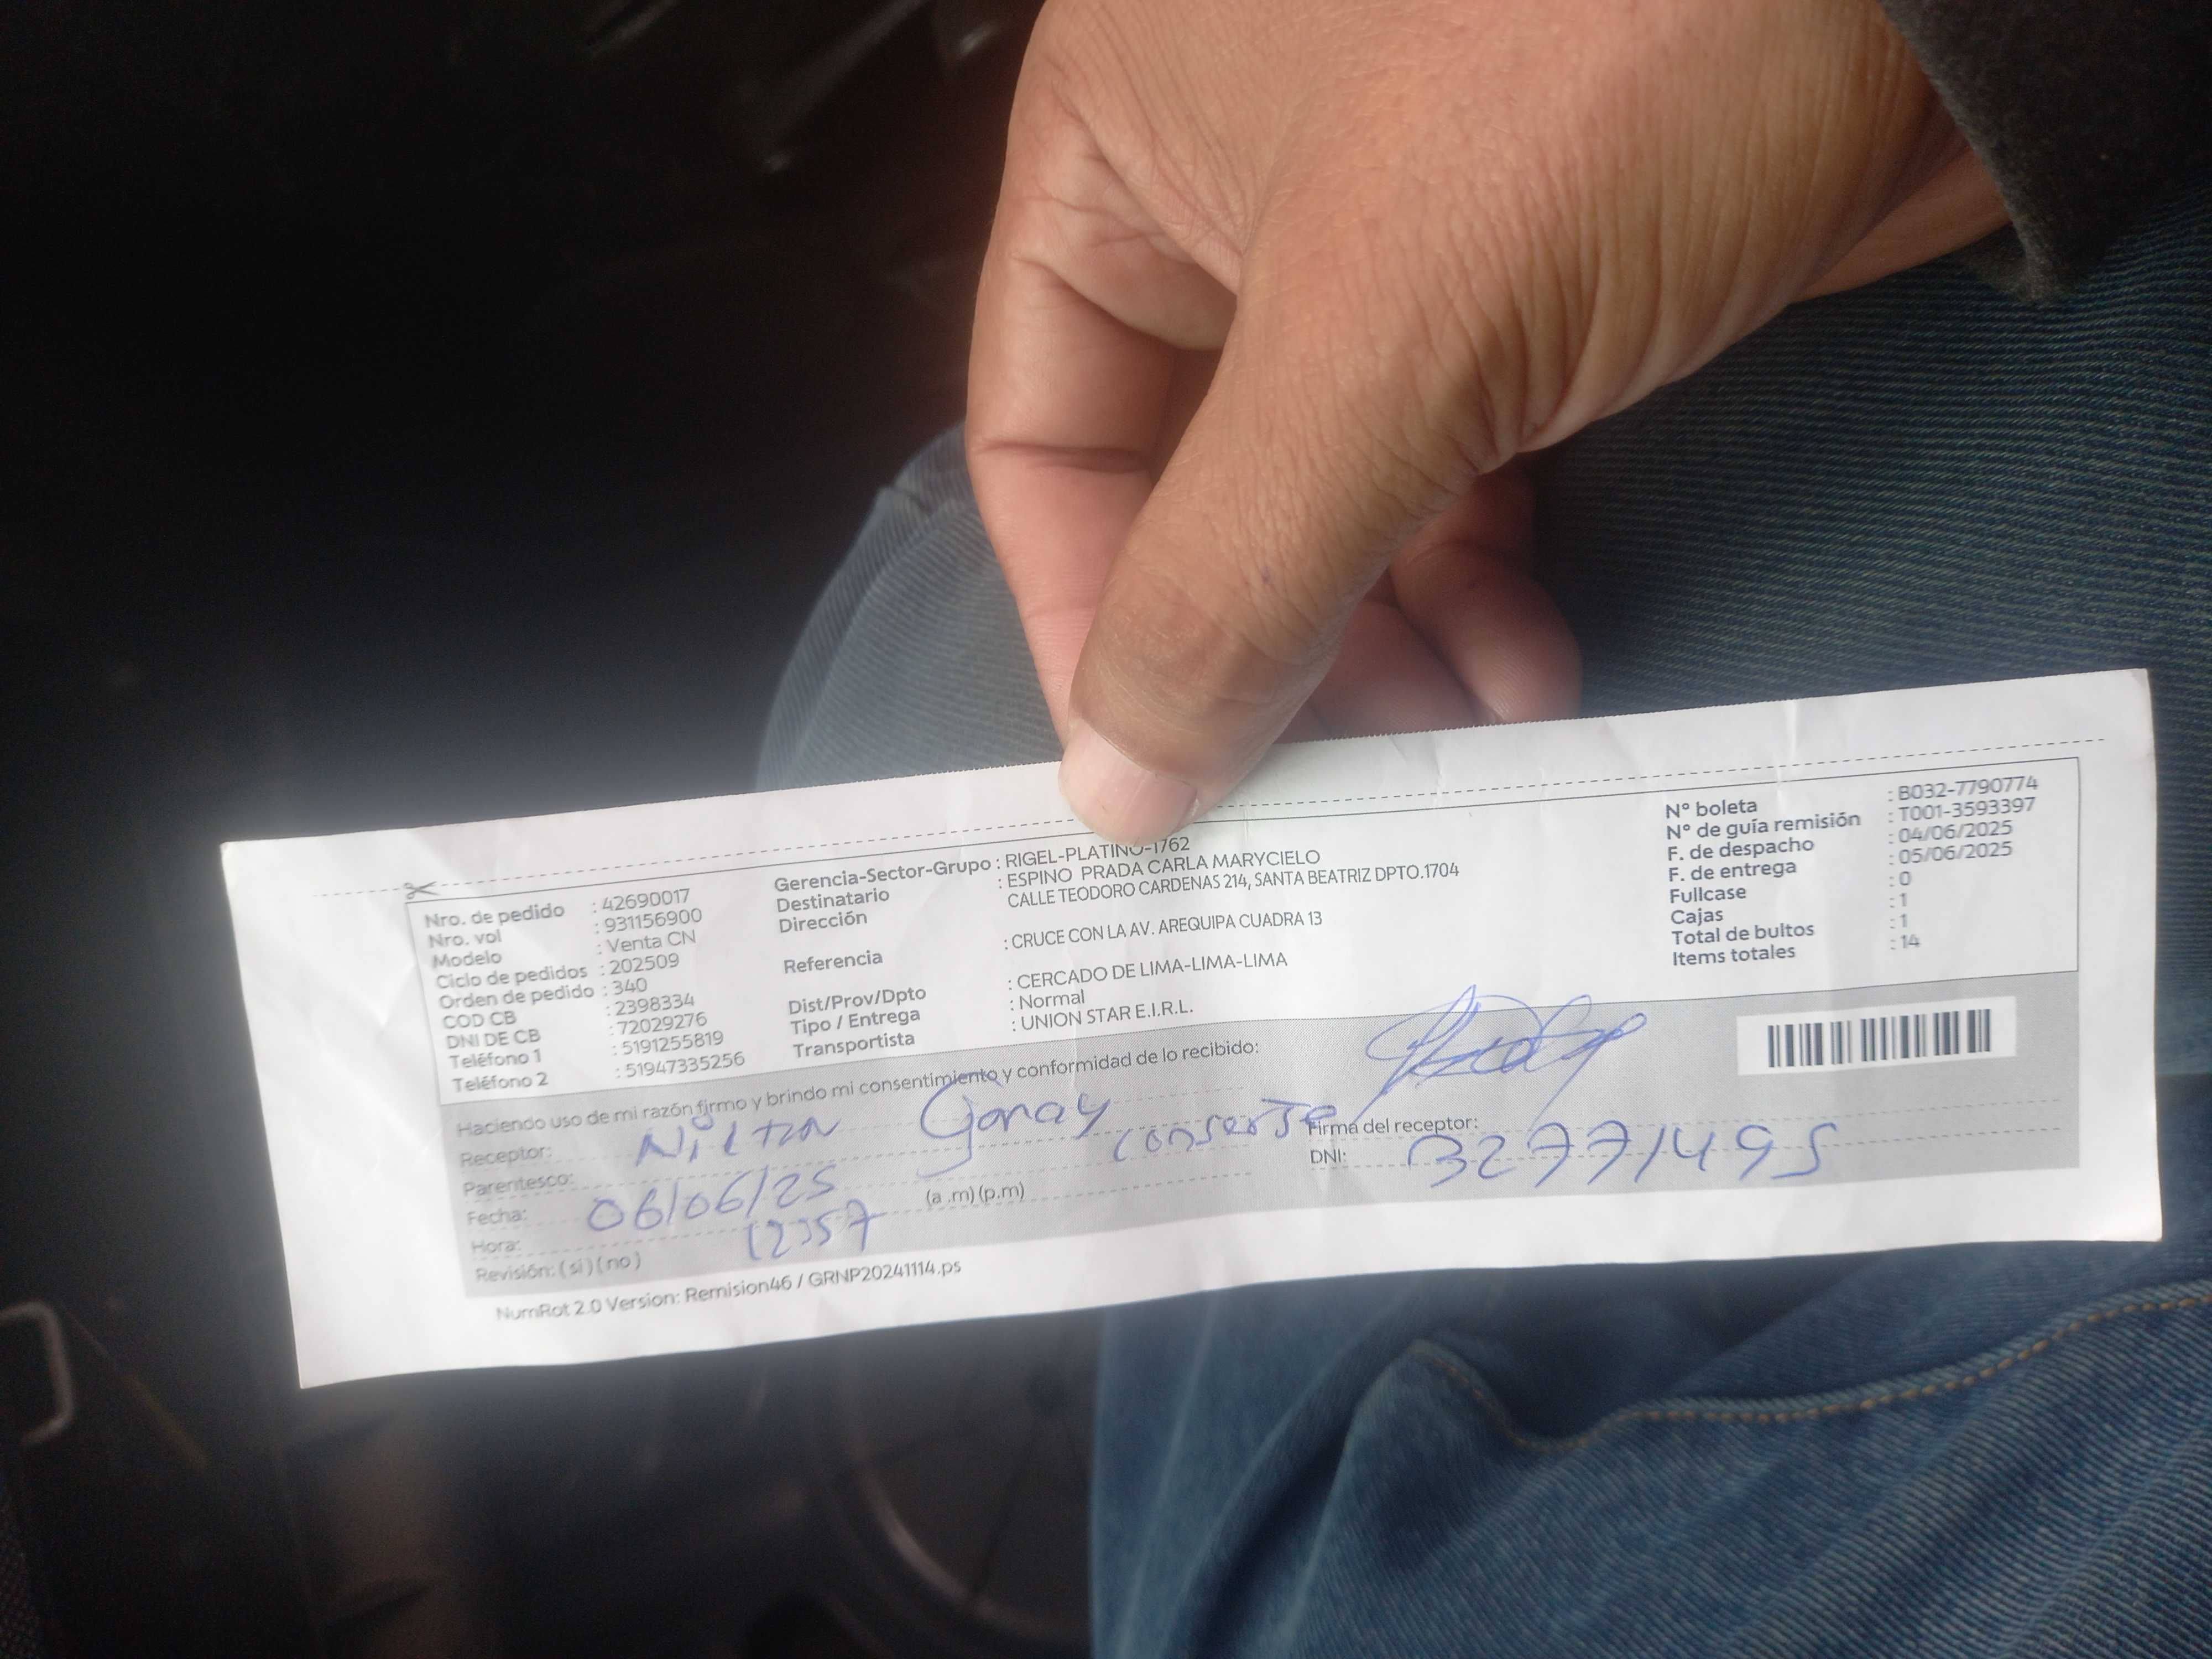 Nro. de pedido : 42690017
Nro. vol : 931156900
Modelo : Venta CN
Ciclo de pedidos : 202509
Orden de pedido : 340
COD CB : 2398334
DNI DE CB : 72029276
Teléfono 1 : 5191255819
Teléfono 2 : 51947335256
Gerencia-Sector-Grupo : RIGEL-PLATINO-1762
Destinatario : ESPINO PRADA CARLA MARYCIELO
Dirección CALLE TEODORO CARDENAS 214, SANTA BEATRIZ DPTO.1704
Referencia : CRUCE CON LA AV. AREQUIPA CUADRA 13
Dist/Prov/Dpto : CERCADO DE LIMA-LIMA-LIMA
Tipo / Entrega : Normal
Transportista : UNION STAR E.I.R.L.
N° boleta : B032-7790774
N° de guía remisión : T001-3593397
F. de despacho : 04/06/2025
F. de entrega : 05/06/2025
Fullcase : 0
Cajas : 1
Total de bultos : 1
Items totales : 14
Haciendo uso de mi razón firmo y brindo mi consentimiento y conformidad de lo recibido:
Receptor: Nilton Garay conserje
Parentesco:
Fecha: 06/06/25
Hora: 12357 (a .m) (p.m)
Revisión: (si) (no)
Firma del receptor:
DNI: 32771495
NumRot 2.0 Version: Remision46 / GRNP20241114.ps